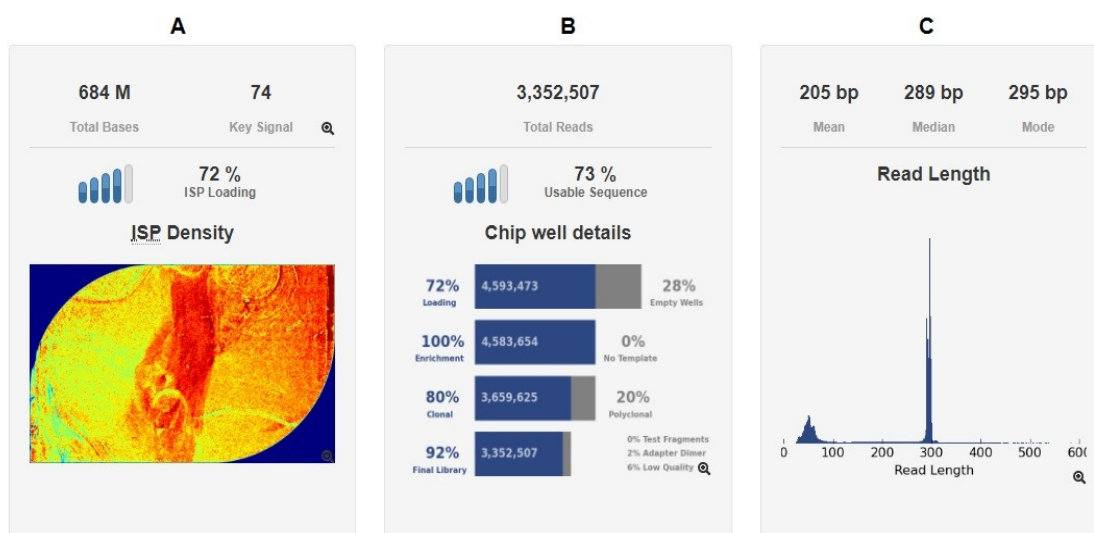 A
B
C
684 M
74
Total Bases
Key Signal
72 %
ISP Loading
ISP Density
3,352,507
Total Reads
73 %
Usable Sequence
Chip well details
72%
Loading
4,593,473
28%
Empty Wells
100%
Enrichment
4,583,654
0%
No Template
80%
Clonal
3,659,625
20%
Polyclonal
92%
Final Library
3,352,507
0% Test Fragments
2% Adapter Dimer
6% Low Quality
205 bp
289 bp
295 bp
Mean
Median
Mode
Read Length
0 100 200 300 400 500
Read Length